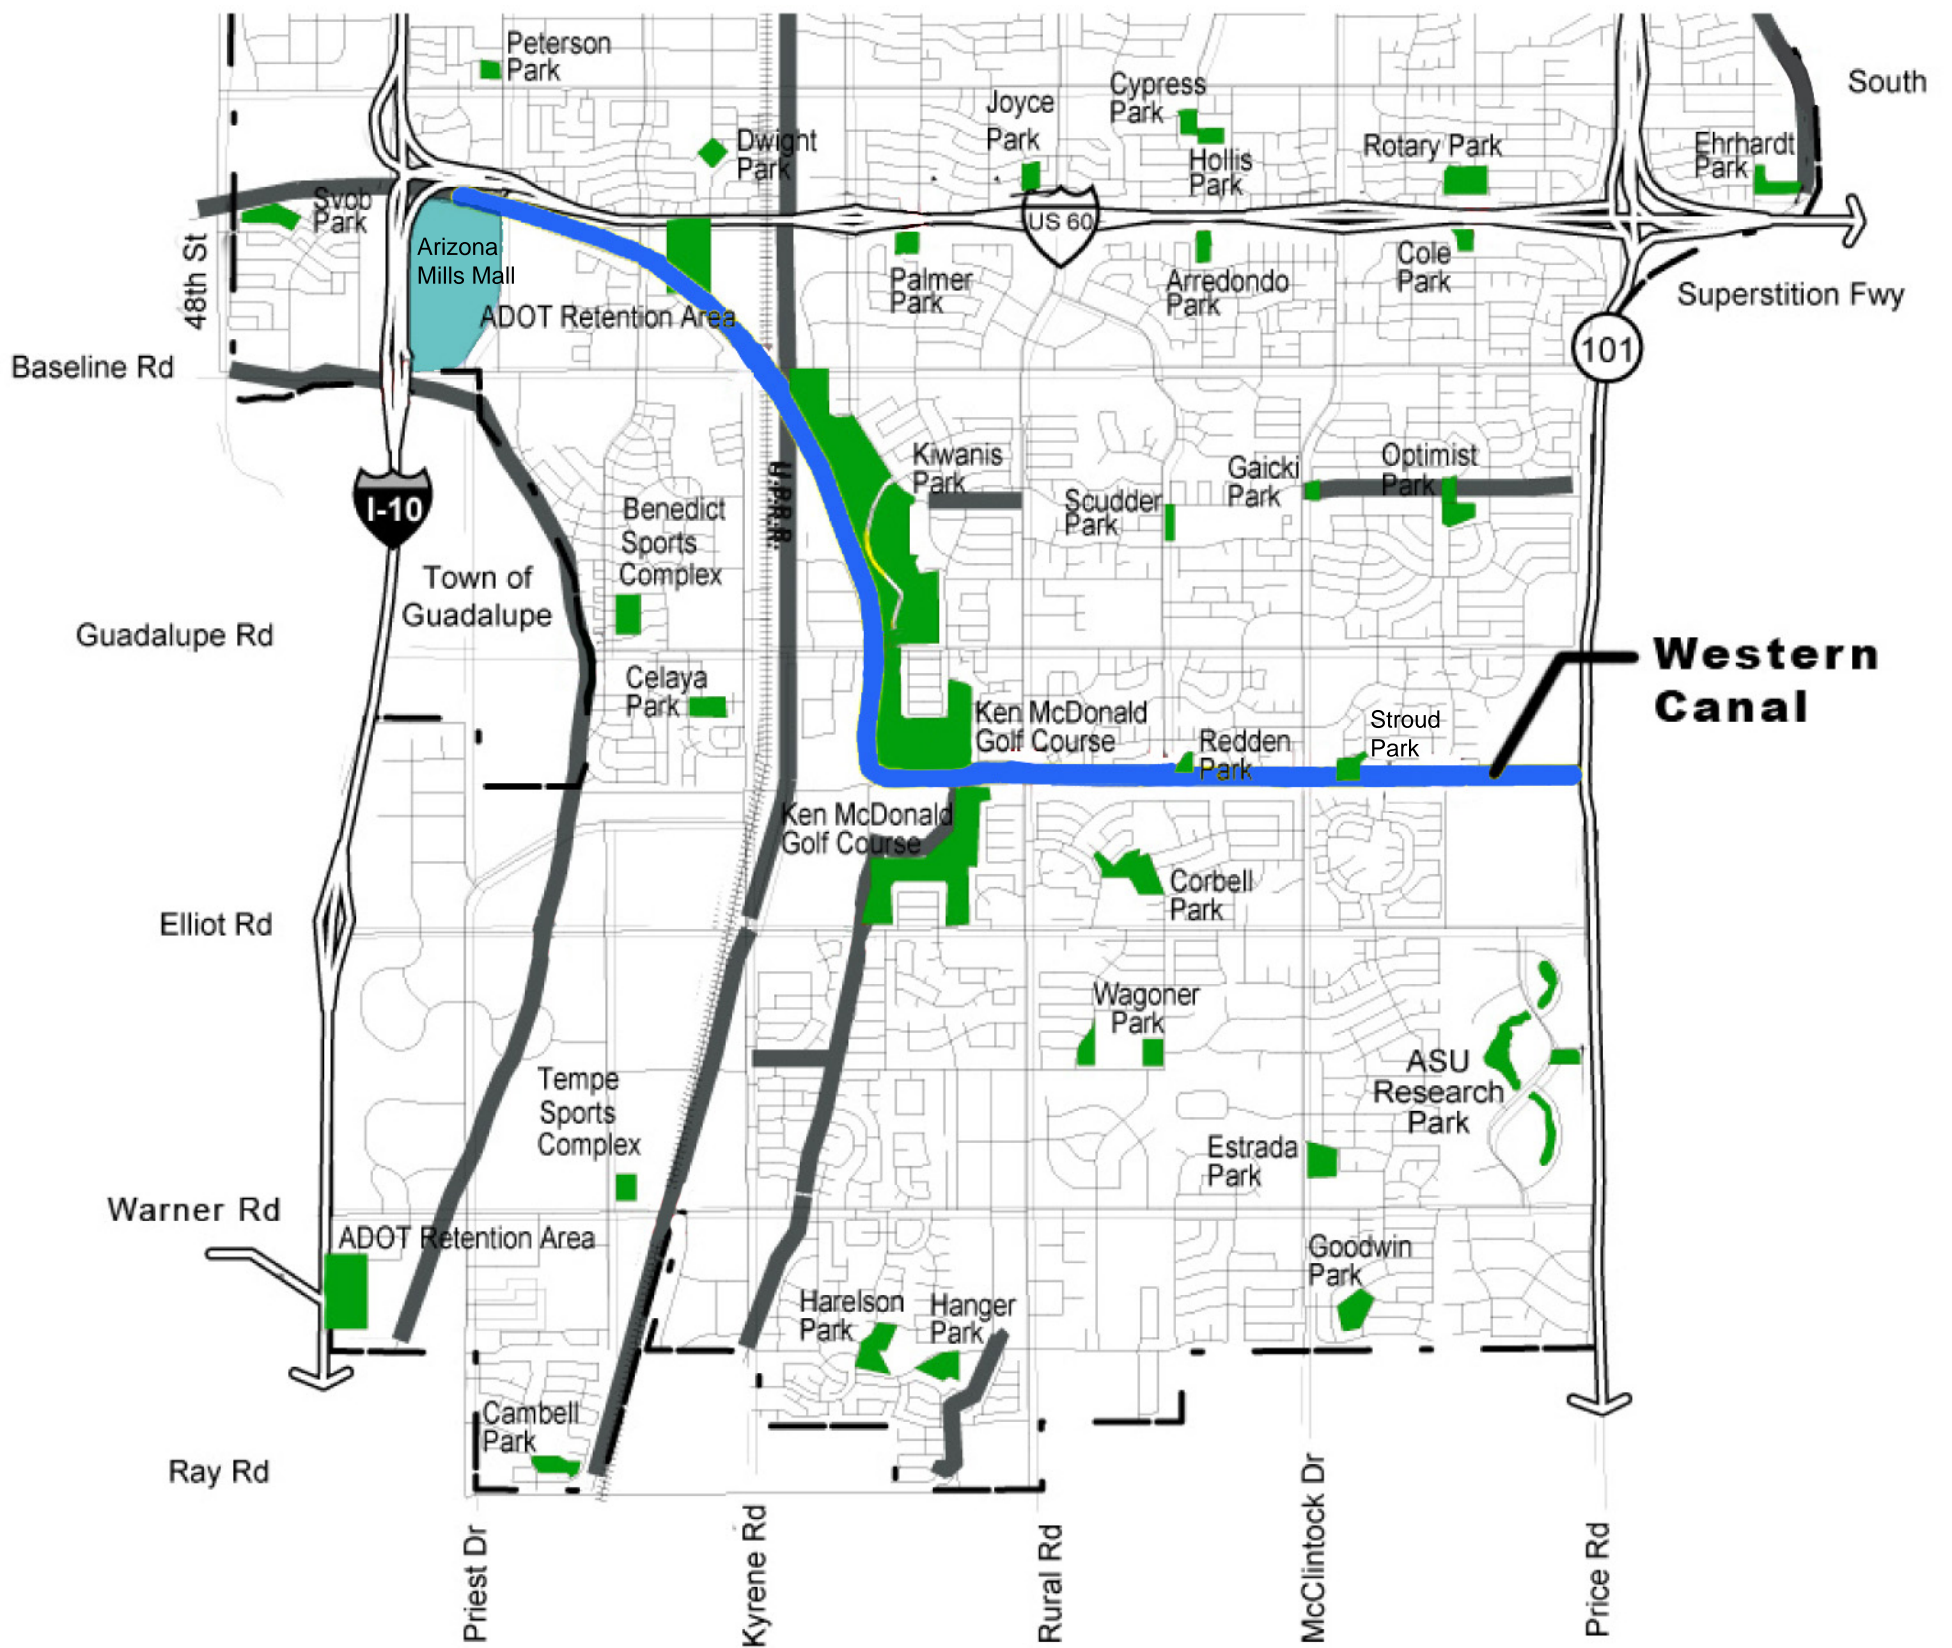 Peterson
Park
South
Cypress
Park
Joyce
Park
Dwight
Park
Hollis
Park
Rotary Park
Ehrhardt
Park
Svob
Park
US 60
48th St
Arizona
Mills Mall
Palmer
Park
Arredondo
Park
Cole
Park
Superstition Fwy
ADOT Retention Area
101
Baseline Rd
Kiwanis
Park
Gaicki
Park
Optimist
Park
I-10
U.P.R.R.
Scudder
Park
Benedict
Sports
Complex
Town of
Guadalupe
Guadalupe Rd
Western
Canal
Celaya
Park
Ken McDonald
Golf Course
Redden
Park
Stroud
Park
Ken McDonald
Golf Course
Corbell
Park
Elliot Rd
Wagoner
Park
ASU
Research
Park
Tempe
Sports
Complex
Estrada
Park
Warner Rd
ADOT Retention Area
Goodwin
Park
Harelson
Park
Hanger
Park
Cambell
Park
Ray Rd
Priest Dr
Kyrene Rd
Rural Rd
McClintock Dr
Price Rd